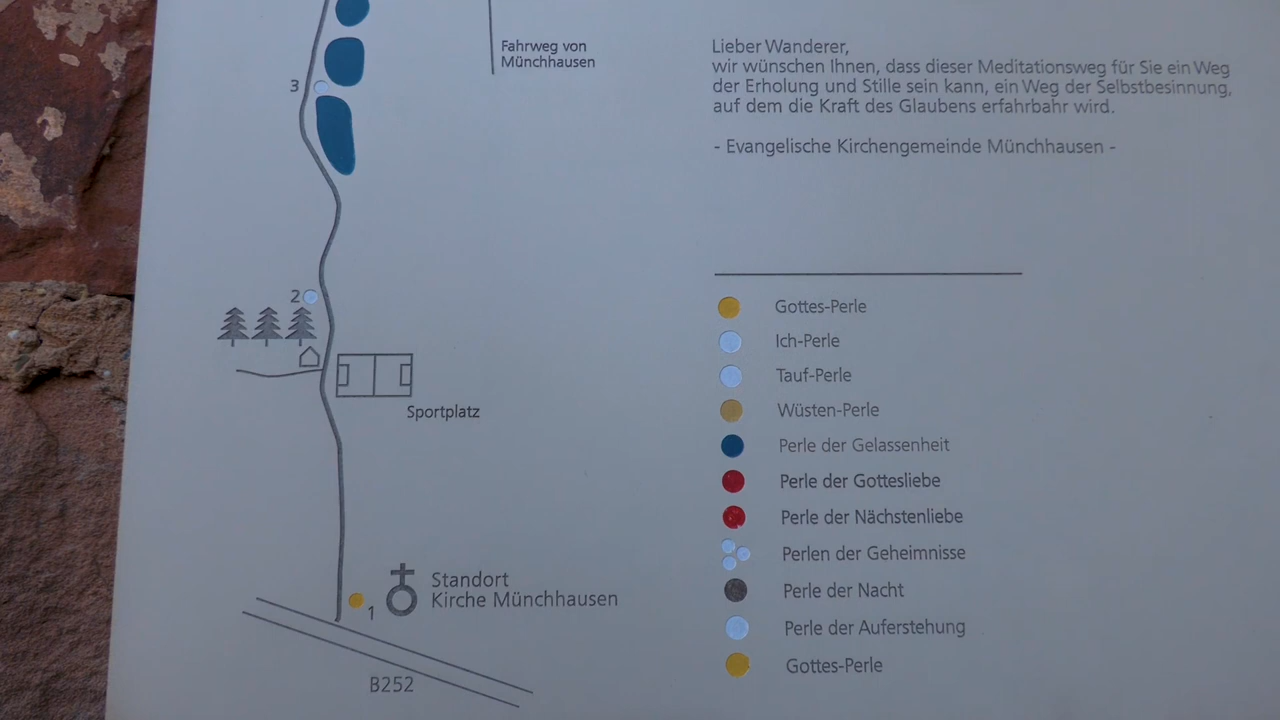 Fahrweg von
Münchhausen
3
2
Sportplatz
Standort
Kirche Münchhausen
1
B252
Lieber Wanderer,
wir wünschen Ihnen, dass dieser Meditationsweg für Sie ein Weg
der Erholung und Stille sein kann, ein Weg der Selbstbesinnung,
auf dem die Kraft des Glaubens erfahrbahr wird.
- Evangelische Kirchengemeinde Münchhausen -
Gottes-Perle
Ich-Perle
Tauf-Perle
Wüsten-Perle
Perle der Gelassenheit
Perle der Gottesliebe
Perle der Nächstenliebe
Perlen der Geheimnisse
Perle der Nacht
Perle der Auferstehung
Gottes-Perle